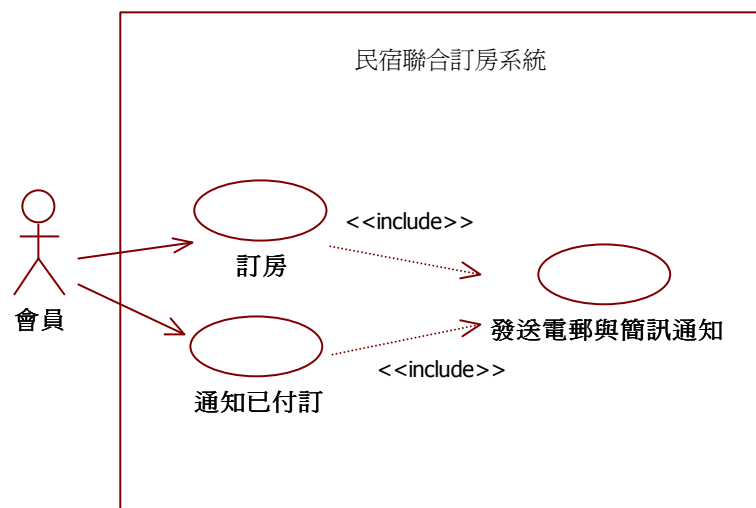 民宿聯合訂房系統
<<include>>
訂房
會員
發送電郵與簡訊通知
<<include>>
通知已付訂